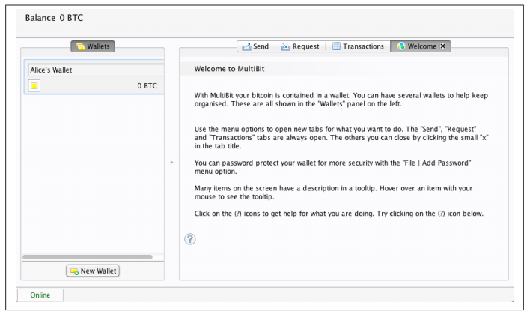 Balance 0 BTC
Wallets
Send Request Transactions Welcome
Alice's Wallet
0 BTC
Welcome to MultiBit
With MultiBit your bitcoin is contained in a wallet. You can have several wallets to help keep
organised. These are all shown in the "Wallets" panel on the left.
Use the menu options to open new tabs for what you want to do. The "Send", "Request"
and "Transactions" tabs are always open. The others you can close by clicking the small "x"
in the tab title.
You can password protect your wallet for more security with the "File | Add Password"
menu option.
Many items on the screen have a description in a tooltip. Hover over an item with your
mouse to see the tooltip.
Click on the (?) icons to get help for what you are doing. Try clicking on the (?) icon below.
?
New Wallet
Online